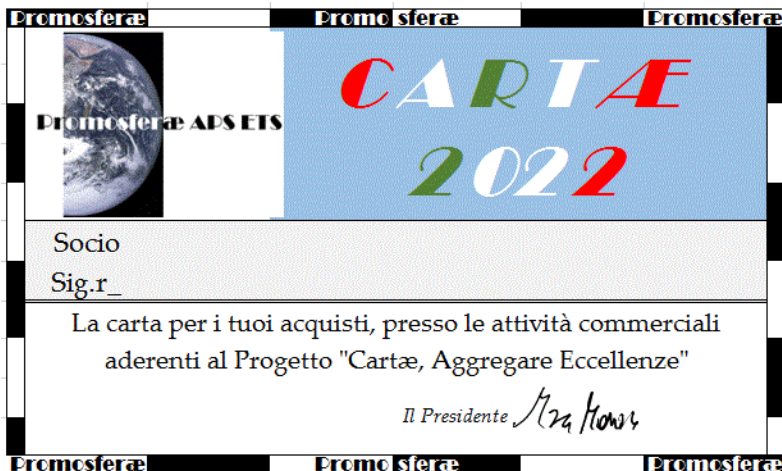 Promosferæ Promo sferæ Promosferæ
CARTÆ
Promosferæ APS ETS
2022
Socio
Sig.r_
La carta per i tuoi acquisti, presso le attività commerciali
aderenti al Progetto "Cartæ, Aggregare Eccellenze"
Il Presidente
Promosferæ Promo sferæ Promosferæ